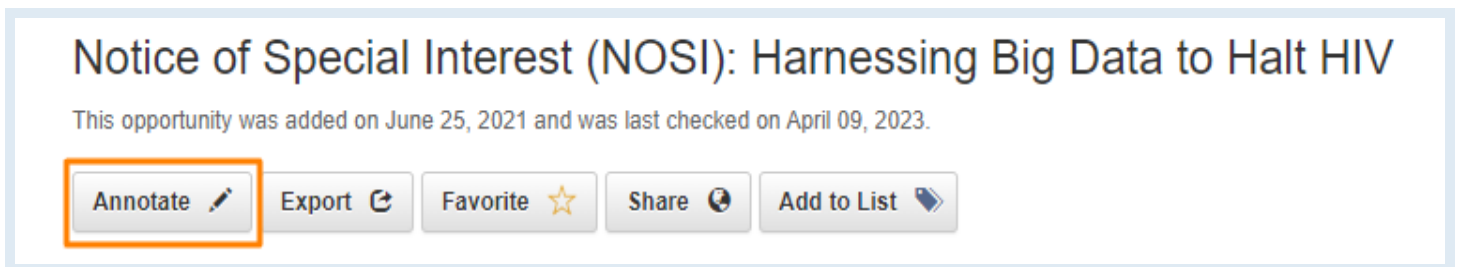 Notice of Special Interest (NOSI): Harnessing Big Data to Halt HIV
This opportunity was added on June 25, 2021 and was last checked on April 09, 2023.
Annotate Export Favorite Share Add to List